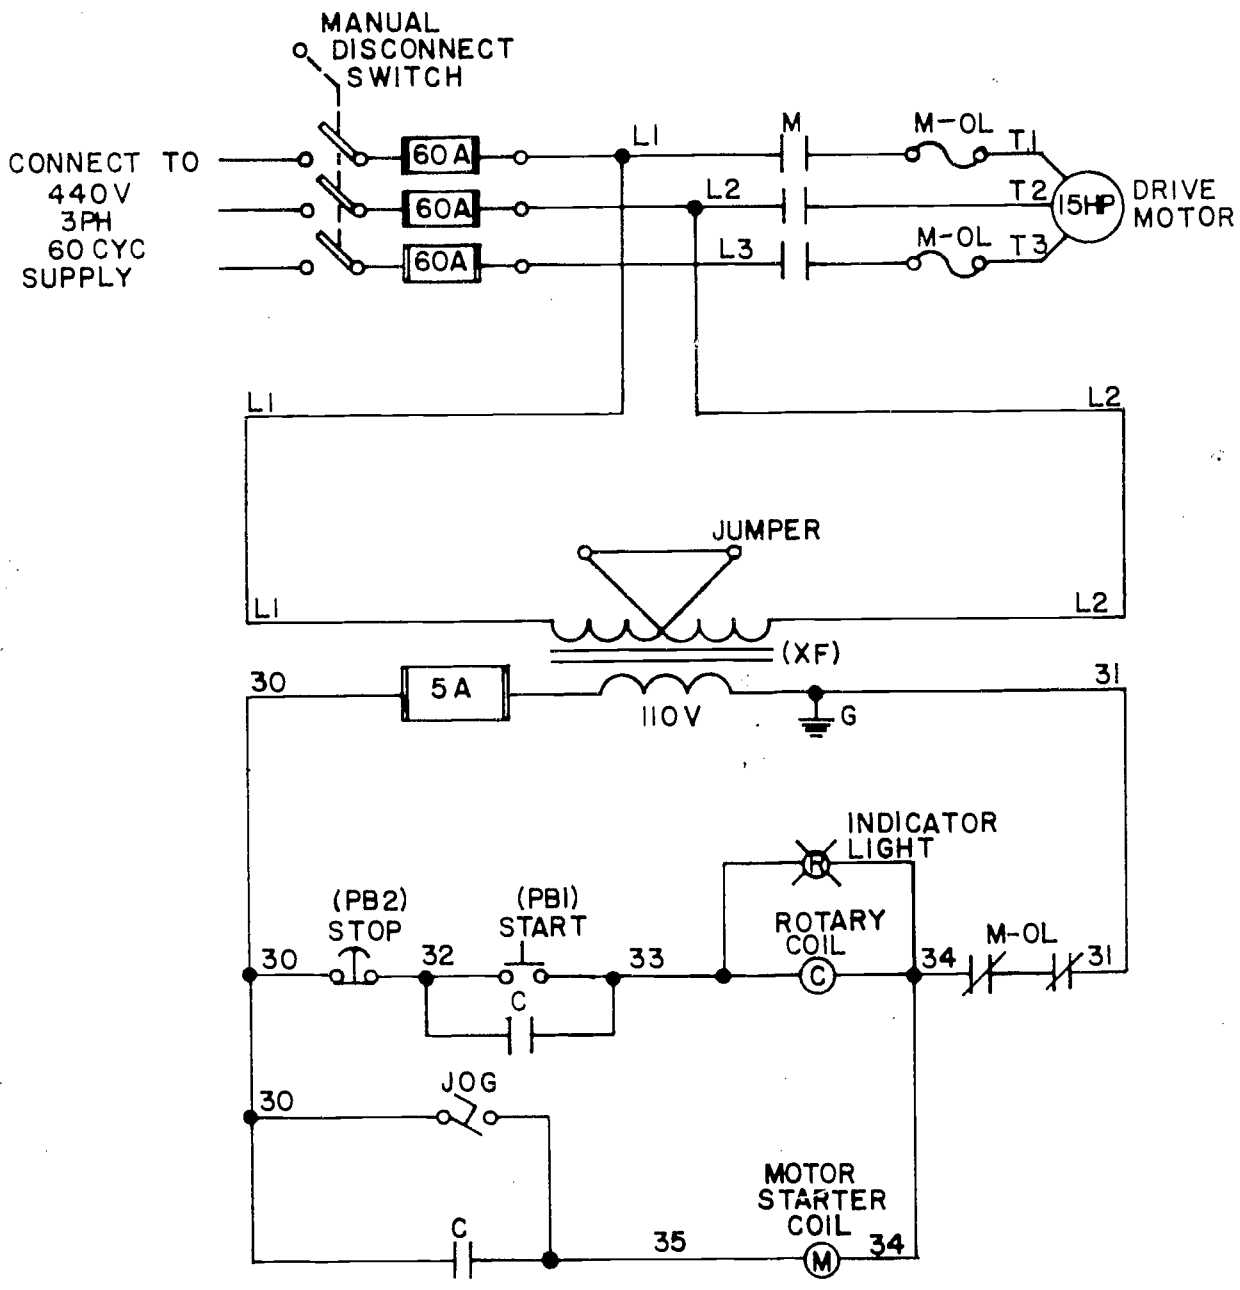 MANUAL
DISCONNECT
SWITCH
CONNECT TO
440V
3PH
60 CYC
SUPPLY
60A
60A
60A
L1
L2
L3
M
M-OL
M-OL
T1
T2
T3
15HP
DRIVE
MOTOR
L1
L2
JUMPER
L1
L2
(XF)
30
5A
110V
G
31
INDICATOR
LIGHT
R
(PB2)
STOP
(PB1)
START
ROTARY
COIL
C
M-OL
30
32
33
34
31
C
JOG
30
MOTOR
STARTER
COIL
C
35
M
34